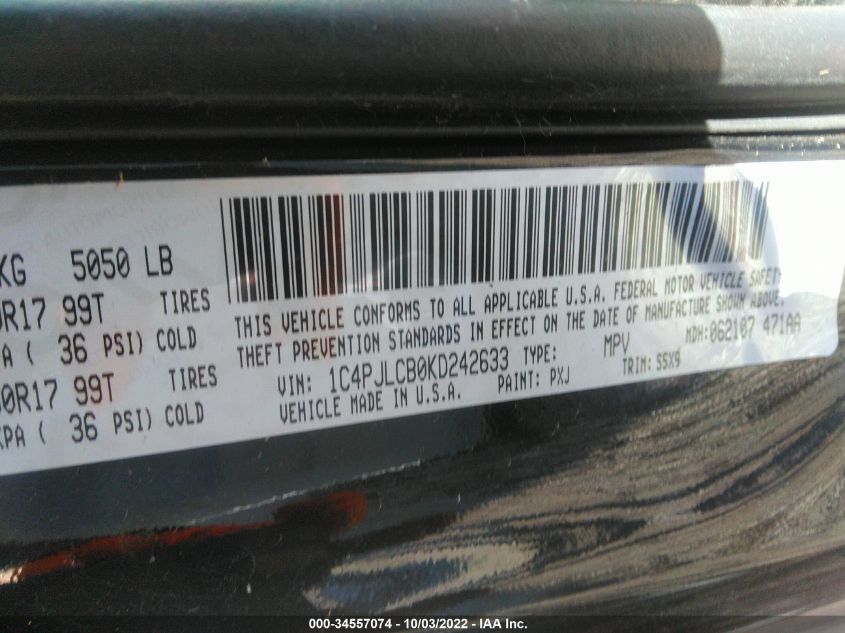 KG 5050 LB
0R17 99T TIRES
PA ( 36 PSI) COLD
0R17 99T TIRES
KPA ( 36 PSI) COLD
THIS VEHICLE CONFORMS TO ALL APPLICABLE U.S.A. FEDERAL MOTOR VEHICLE SAFETY
THEFT PREVENTION STANDARDS IN EFFECT ON THE DATE OF MANUFACTURE SHOWN ABOVE.
VIN: 1C4PJLCB0KD242633 TYPE: MPV MDH: 062107 471AA
VEHICLE MADE IN U.S.A. PAINT: PXJ TRIM: S5X9
000-34557074 - 10/03/2022 - IAA Inc.